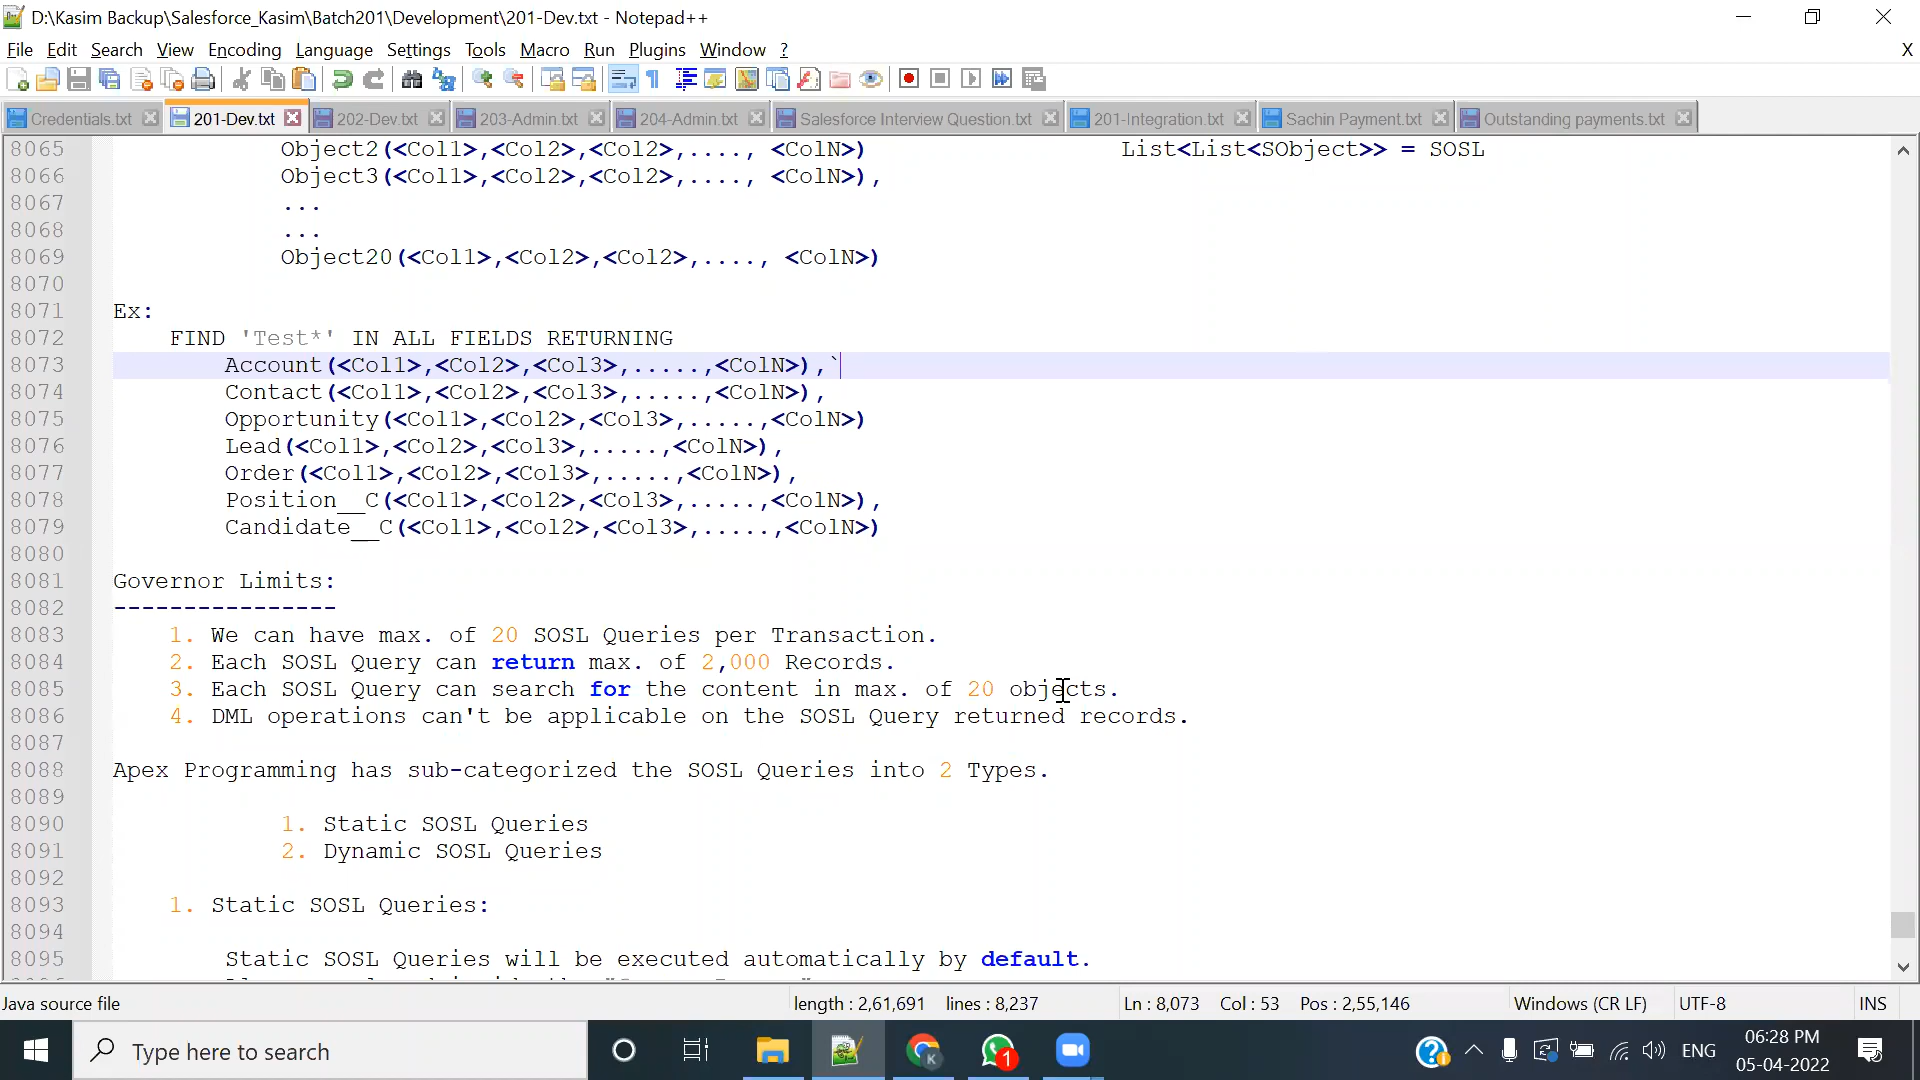 D:\Kasim Backup\Salesforce_Kasim\Batch201\Development\201-Dev.txt - Notepad++
File Edit Search View Encoding Language Settings Tools Macro Run Plugins Window ? X
Credentials.txt 201-Dev.txt 202-Dev.txt 203-Admin.txt 204-Admin.txt Salesforce Interview Question.txt 201-Integration.txt Sachin Payment.txt Outstanding payments.txt
8065 Object2(<Col1>,<Col2>,<Col2>,...., <ColN>) List<List<SObject>> = SOSL
8066 Object3(<Col1>,<Col2>,<Col2>,...., <ColN>),
8067 ...
8068 ...
8069 Object20(<Col1>,<Col2>,<Col2>,...., <ColN>)
8070
8071 Ex:
8072 FIND 'Test*' IN ALL FIELDS RETURNING
8073 Account(<Col1>,<Col2>,<Col3>,.....,<ColN>),`
8074 Contact(<Col1>,<Col2>,<Col3>,.....,<ColN>),
8075 Opportunity(<Col1>,<Col2>,<Col3>,.....,<ColN>)
8076 Lead(<Col1>,<Col2>,<Col3>,.....,<ColN>),
8077 Order(<Col1>,<Col2>,<Col3>,.....,<ColN>),
8078 Position__C(<Col1>,<Col2>,<Col3>,.....,<ColN>),
8079 Candidate__C(<Col1>,<Col2>,<Col3>,.....,<ColN>)
8080
8081 Governor Limits:
8082 ----------------
8083 1. We can have max. of 20 SOSL Queries per Transaction.
8084 2. Each SOSL Query can return max. of 2,000 Records.
8085 3. Each SOSL Query can search for the content in max. of 20 objects.
8086 4. DML operations can't be applicable on the SOSL Query returned records.
8087
8088 Apex Programming has sub-categorized the SOSL Queries into 2 Types.
8089
8090 1. Static SOSL Queries
8091 2. Dynamic SOSL Queries
8092
8093 1. Static SOSL Queries:
8094
8095 Static SOSL Queries will be executed automatically by default.
Java source file length : 2,61,691 lines : 8,237 Ln : 8,073 Col : 53 Pos : 2,55,146 Windows (CR LF) UTF-8 INS
Type here to search 1 ENG 06:28 PM
05-04-2022